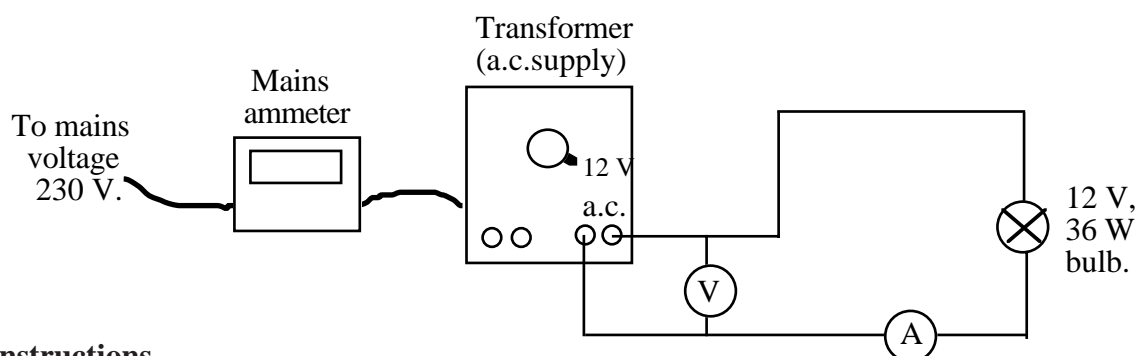 Transformer
(a.c.supply)
Mains
ammeter
To mains
voltage
230 V.
12 V
a.c.
12 V,
36 W
bulb.
V
A